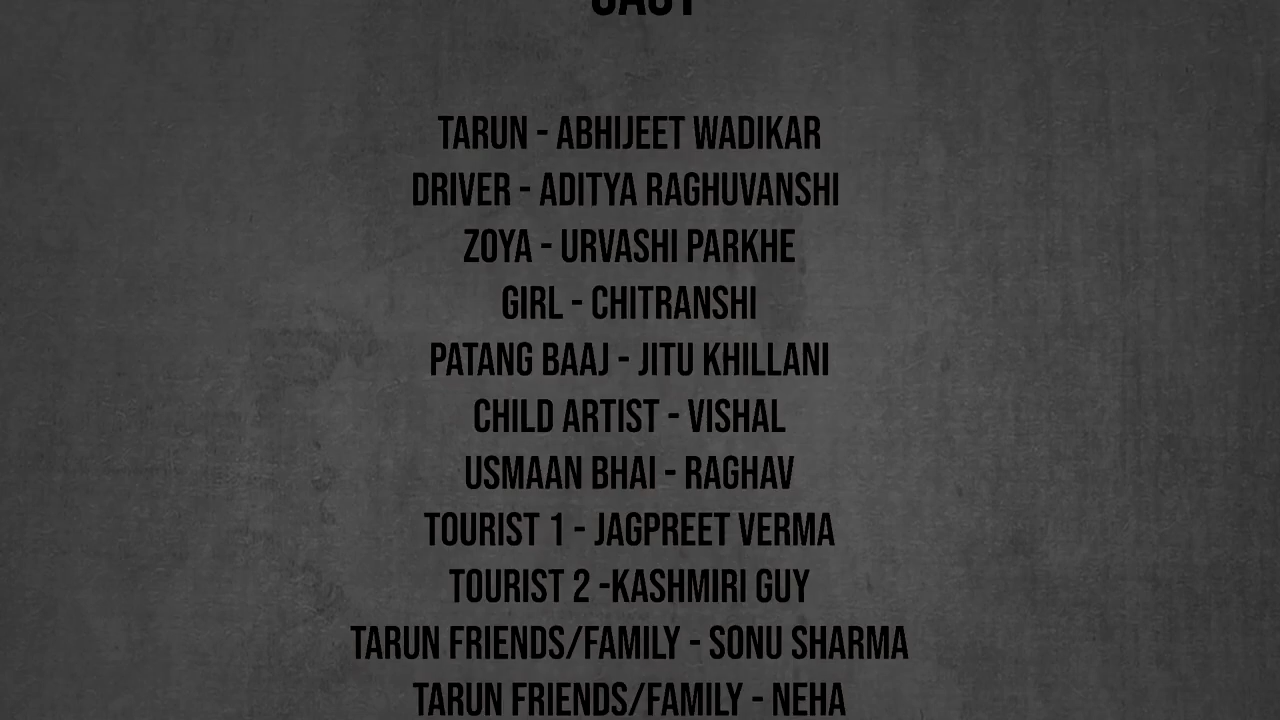 CAST
TARUN - ABHIJEET WADIKAR
DRIVER - ADITYA RAGHUVANSHI
ZOYA - URVASHI PARKHE
GIRL - CHITRANSHI
PATANG BAAJ - JITU KHILLANI
CHILD ARTIST - VISHAL
USMAAN BHAI - RAGHAV
TOURIST 1 - JAGPREET VERMA
TOURIST 2 -KASHMIRI GUY
TARUN FRIENDS/FAMILY - SONU SHARMA
TARUN FRIENDS/FAMILY - NEHA